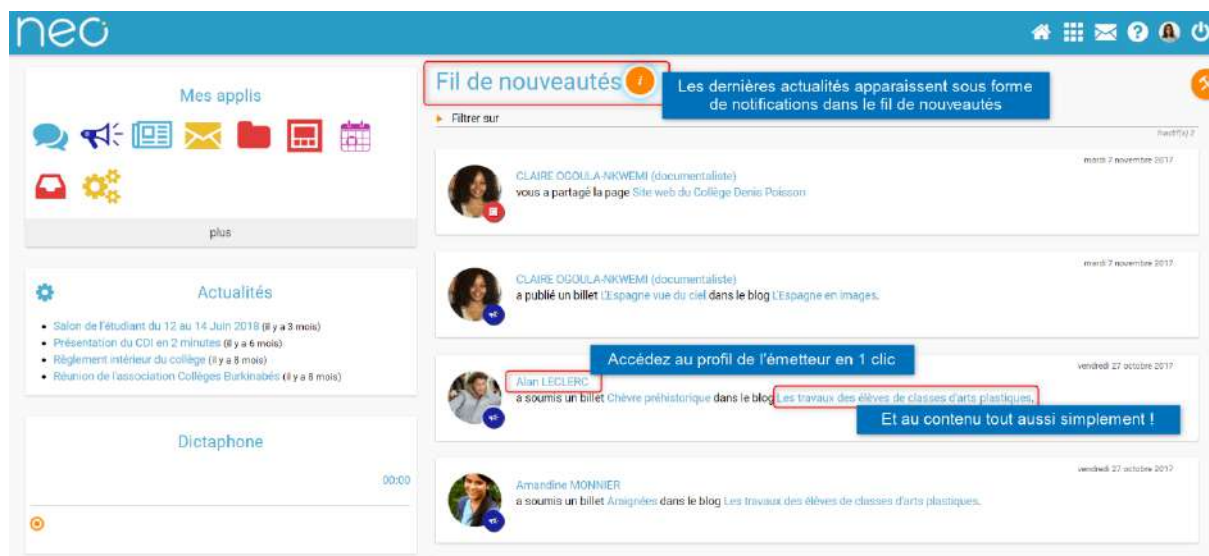 neo
Mes applis
plus
Actualités
Salon de l'étudiant du 12 au 14 Juin 2018 (il y a 3 mois)
Présentation du CDI en 2 minutes (il y a 6 mois)
Règlement intérieur du collège (il y a 8 mois)
Réunion de l'association Collèges Burkinabés (il y a 8 mois)
Dictaphone
00:00
Fil de nouveautés i
Les dernières actualités apparaissent sous forme
de notifications dans le fil de nouveautés
Filtrer sur
mardi 7 novembre 2017
CLAIRE OGOULA-NKWEMI (documentaliste)
vous a partagé la page Site web du Collège Denis Poisson
mardi 7 novembre 2017
CLAIRE OGOULA-NKWEMI (documentaliste)
a publié un billet L'Espagne vue du ciel dans le blog L'Espagne en images.
Accédez au profil de l'émetteur en 1 clic
vendredi 27 octobre 2017
Alan LECLERC
a soumis un billet Chèvre préhistorique dans le blog Les travaux des élèves de classes d'arts plastiques.
Et au contenu tout aussi simplement !
vendredi 27 octobre 2017
Amandine MONNIER
a soumis un billet Araignées dans le blog Les travaux des élèves de classes d'arts plastiques.